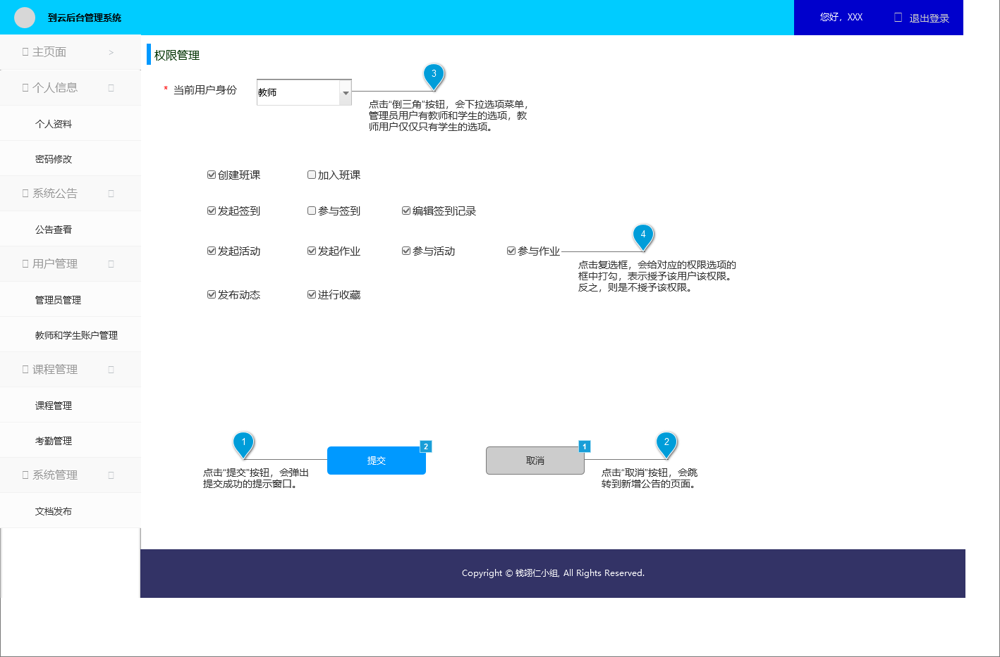 到云后台管理系统
您好，XXX
退出登录
主页面 >
个人信息
个人资料
密码修改
系统公告
公告查看
用户管理
管理员管理
教师和学生账户管理
课程管理
课程管理
考勤管理
系统管理
文档发布
权限管理
* 当前用户身份 教师
3
点击“倒三角”按钮，会下拉选项菜单，
管理员用户有教师和学生的选项，教
师用户仅仅只有学生的选项。
创建班课 加入班课
发起签到 参与签到 编辑签到记录
发起活动 发起作业 参与活动 参与作业
4
点击复选框，会给对应的权限选项的
框中打勾，表示授予该用户该权限。
反之，则是不授予该权限。
发布动态 进行收藏
1
点击“提交”按钮，会弹出
提交成功的提示窗口。
提交 2
取消 1
2
点击“取消”按钮，会跳
转到新增公告的页面。
Copyright © 钱翊仁小组, All Rights Reserved.